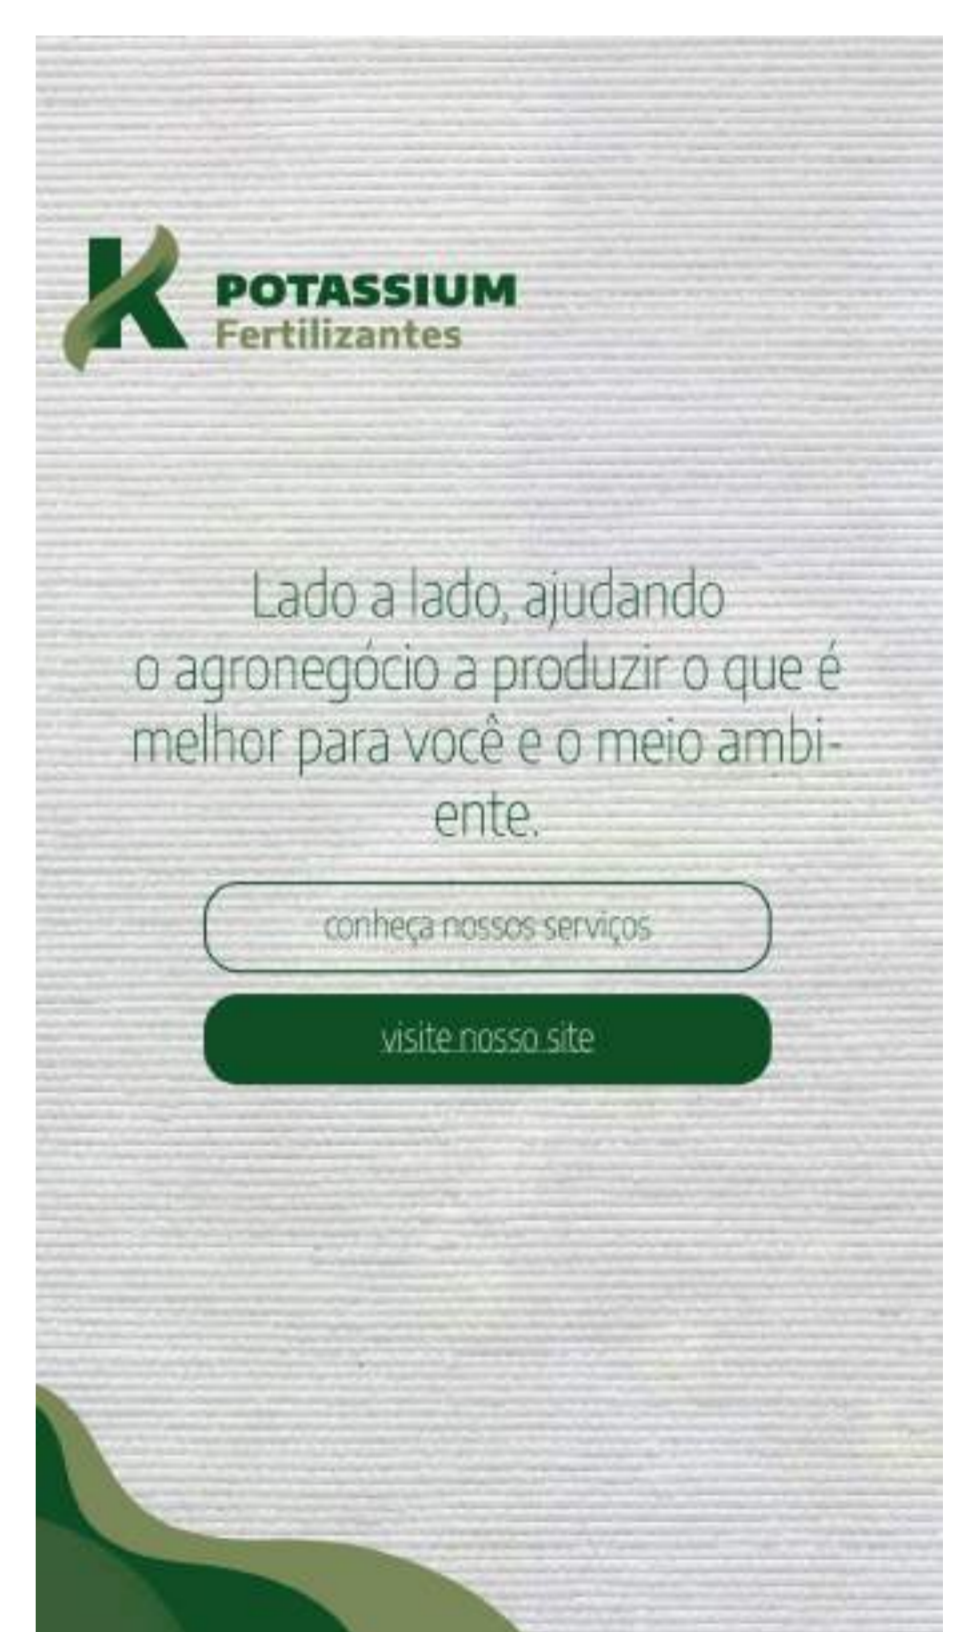 K
POTASSIUM
Fertilizantes
Lado a lado, ajudando
o agronegócio a produzir o que é
melhor para você e o meio ambi-
ente.
conheça nossos serviços
visite nosso site